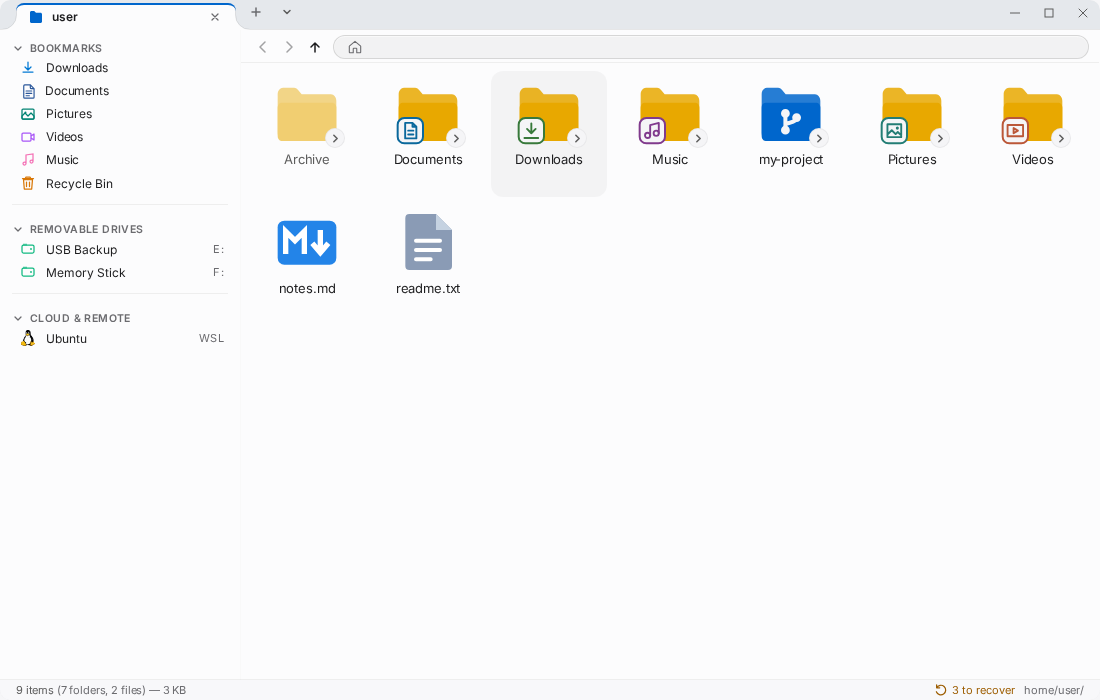 user
BOOKMARKS
Downloads
Documents
Pictures
Videos
Music
Recycle Bin
REMOVABLE DRIVES
USB Backup E:
Memory Stick F:
CLOUD & REMOTE
Ubuntu WSL
Archive Documents Downloads Music my-project Pictures Videos
notes.md readme.txt
9 items (7 folders, 2 files) — 3 KB
3 to recover home/user/